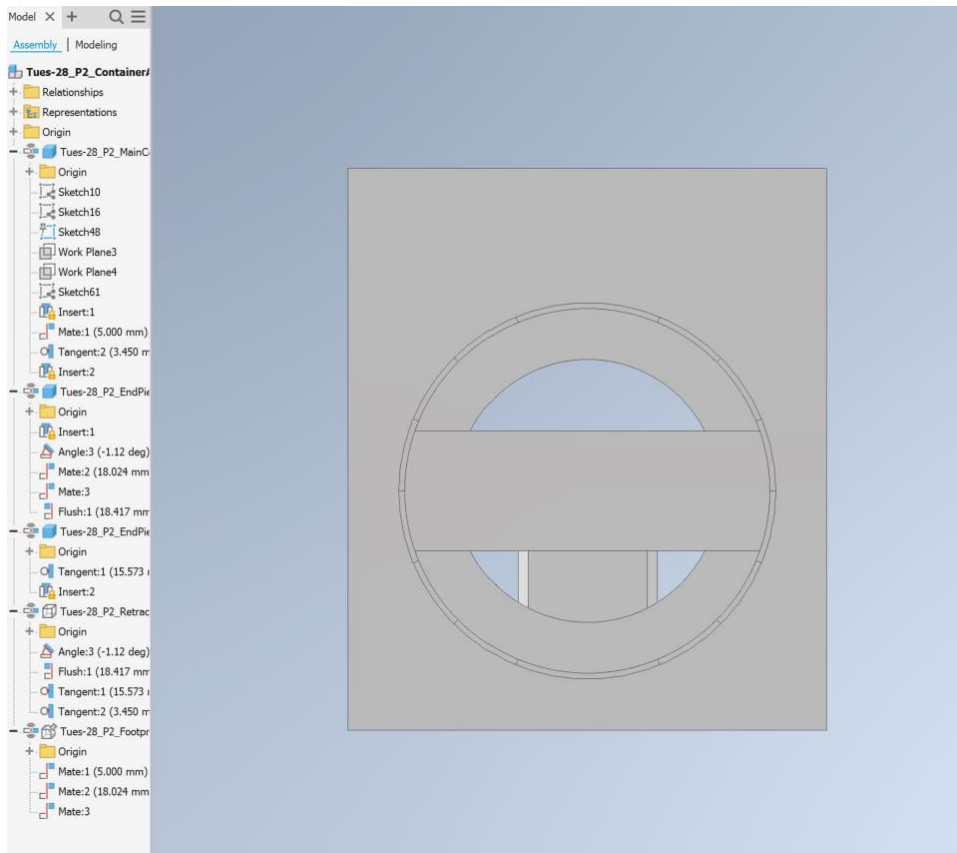 Model
Assembly | Modeling
Tues-28_P2_Container
Relationships
Representations
Origin
Tues-28_P2_MainC
Origin
Sketch10
Sketch16
Sketch48
Work Plane3
Work Plane4
Sketch61
Insert:1
Mate:1 (5.000 mm)
Tangent:2 (3.450 m
Insert:2
Tues-28_P2_EndPie
Origin
Insert:1
Angle:3 (-1.12 deg)
Mate:2 (18.024 mm
Mate:3
Flush:1 (18.417 mm
Tues-28_P2_EndPie
Origin
Tangent:1 (15.573
Insert:2
Tues-28_P2_Retrac
Origin
Angle:3 (-1.12 deg)
Flush:1 (18.417 mm
Tangent:1 (15.573
Tangent:2 (3.450 m
Tues-28_P2_Footpr
Origin
Mate:1 (5.000 mm)
Mate:2 (18.024 mm
Mate:3